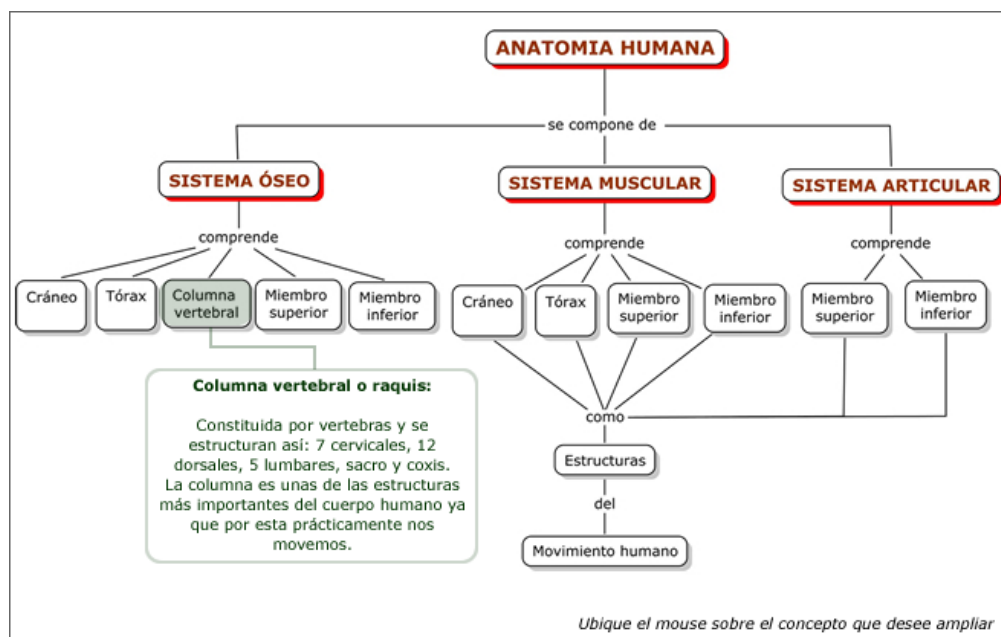 ANATOMIA HUMANA
se compone de
SISTEMA ÓSEO
SISTEMA MUSCULAR
SISTEMA ARTICULAR
comprende
comprende
comprende
Cráneo
Tórax
Columna
vertebral
Miembro
superior
Miembro
inferior
Cráneo
Tórax
Miembro
superior
Miembro
inferior
Miembro
superior
Miembro
inferior
Columna vertebral o raquis:
Constituida por vertebras y se
estructuran así: 7 cervicales, 12
dorsales, 5 lumbares, sacro y coxis.
La columna es unas de las estructuras
más importantes del cuerpo humano ya
que por esta prácticamente nos
movemos.
como
Estructuras
del
Movimiento humano
Ubique el mouse sobre el concepto que desee ampliar